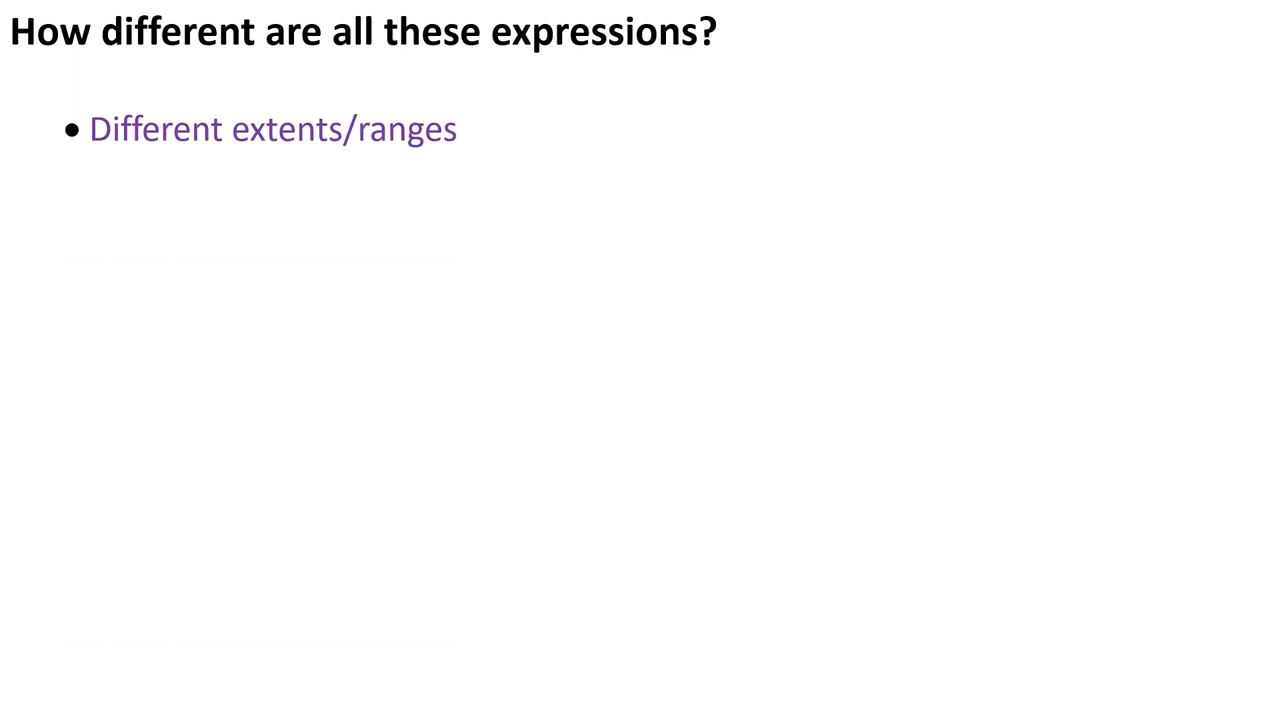 How different are all these expressions?
• Different extents/ranges